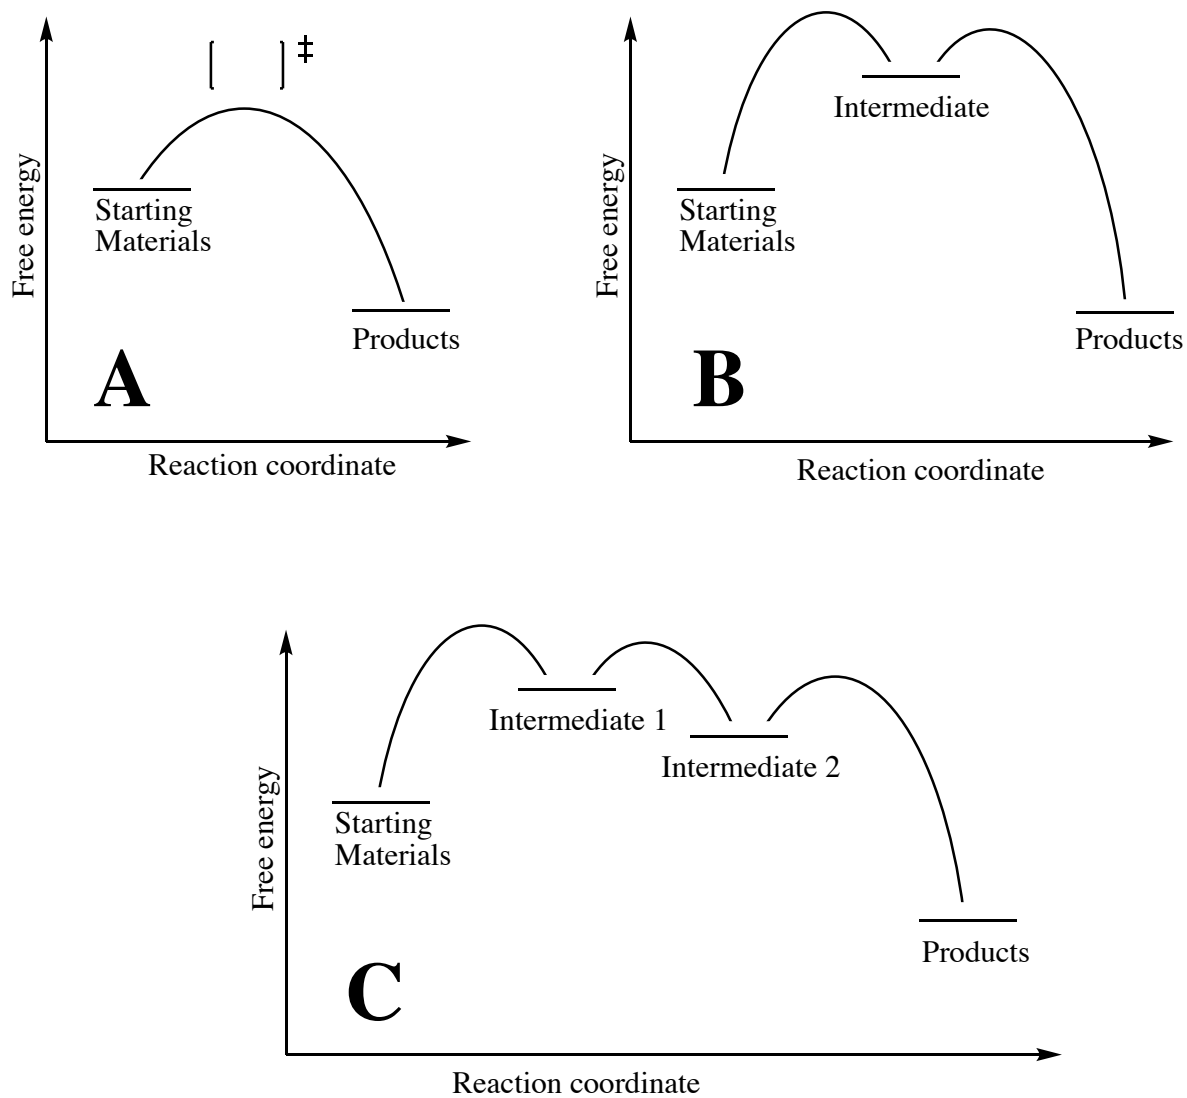 [ ]‡
Free energy
Starting
Materials
Products
A
Reaction coordinate
Free energy
Intermediate
Starting
Materials
Products
B
Reaction coordinate
Free energy
Intermediate 1
Intermediate 2
Starting
Materials
Products
C
Reaction coordinate